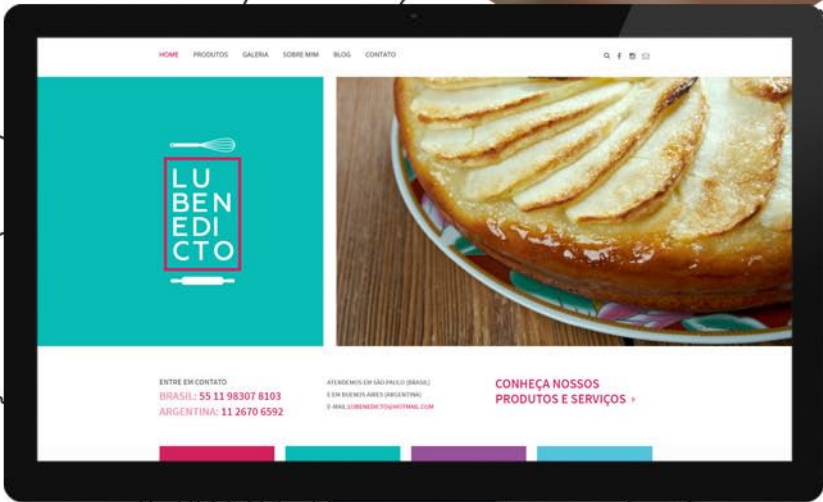 HOME PRODUTOS GALERIA SOBRE MIM BLOG CONTATO
LU
BEN
EDI
CTO
ENTRE EM CONTATO
BRASIL: 55 11 98307 8103
ARGENTINA: 11 2670 6592
ATENDEMOS EM SÃO PAULO (BRASIL)
E EM BUENOS AIRES (ARGENTINA)
E-MAIL:LUBENEDICTO@HOTMAIL.COM
CONHEÇA NOSSOS
PRODUTOS E SERVIÇOS